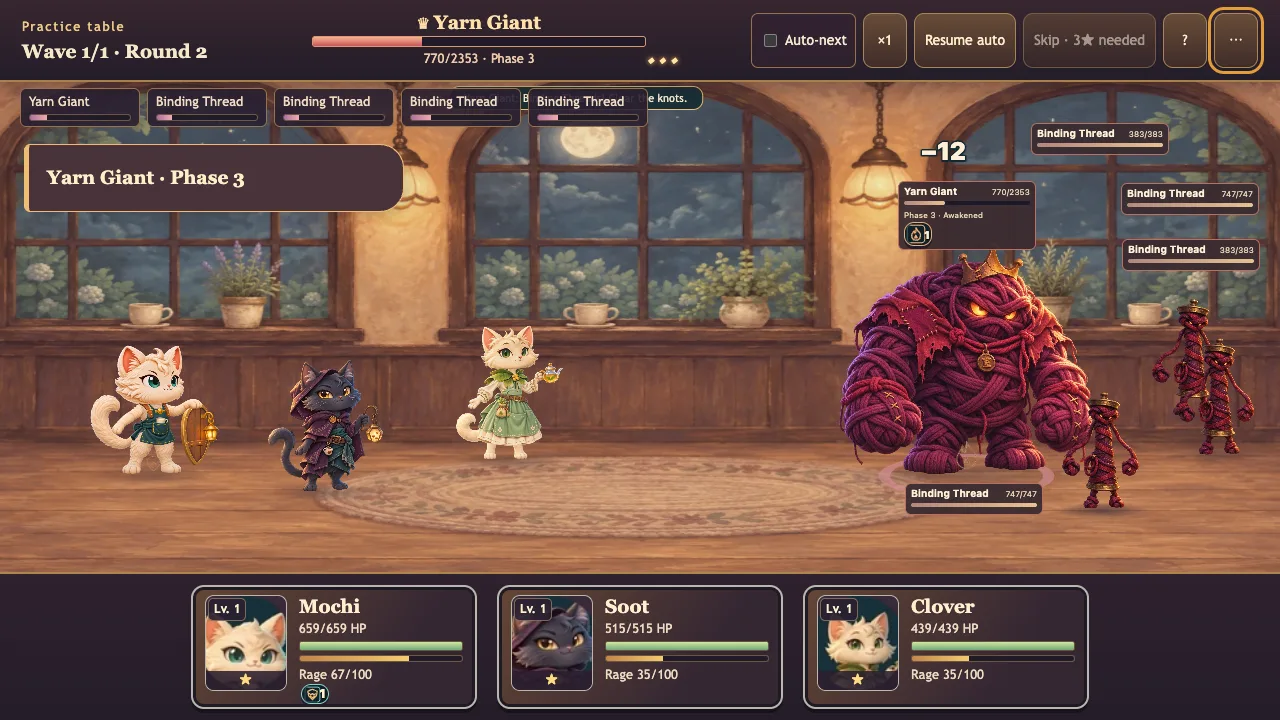 Practice table
Wave 1/1 · Round 2
Yarn Giant
770/2353 · Phase 3
Auto-next
×1
Resume auto
Skip · 3★ needed
?
...
Yarn Giant
Binding Thread
Binding Thread
Binding Thread
Binding Thread
the knots.
Yarn Giant · Phase 3
−12
Binding Thread 383/383
Yarn Giant 770/2353
Phase 3 · Awakened
1
Binding Thread 747/747
Binding Thread 383/383
Binding Thread 747/747
Lv. 1
Mochi
659/659 HP
Rage 67/100
1
Lv. 1
Soot
515/515 HP
Rage 35/100
Lv. 1
Clover
439/439 HP
Rage 35/100